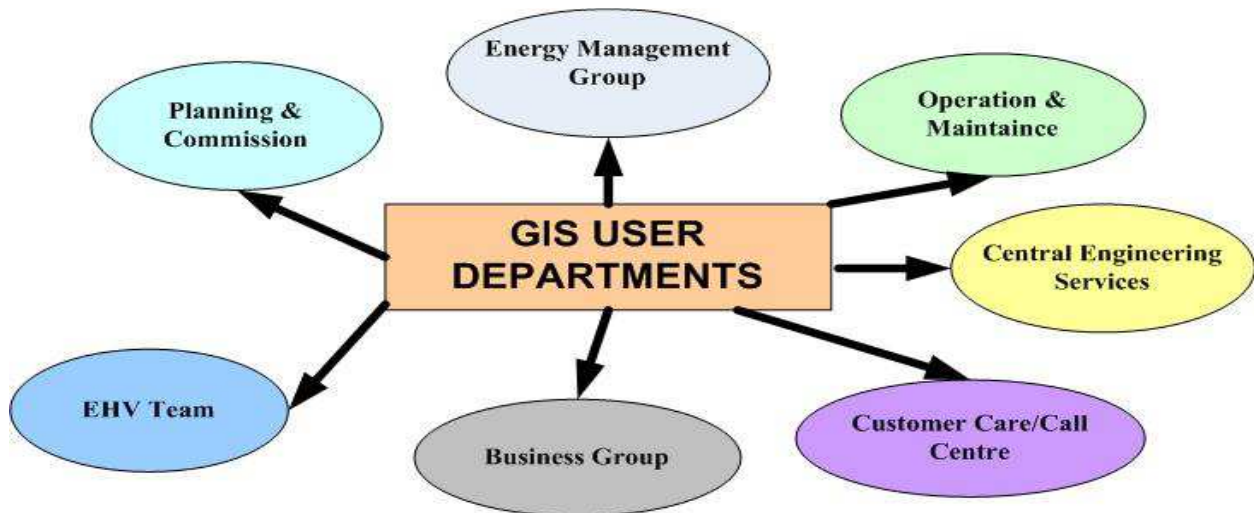 Energy Management
Group
Planning &
Commission
Operation &
Maintaince
GIS USER
DEPARTMENTS
Central Engineering
Services
EHV Team
Business Group
Customer Care/Call
Centre